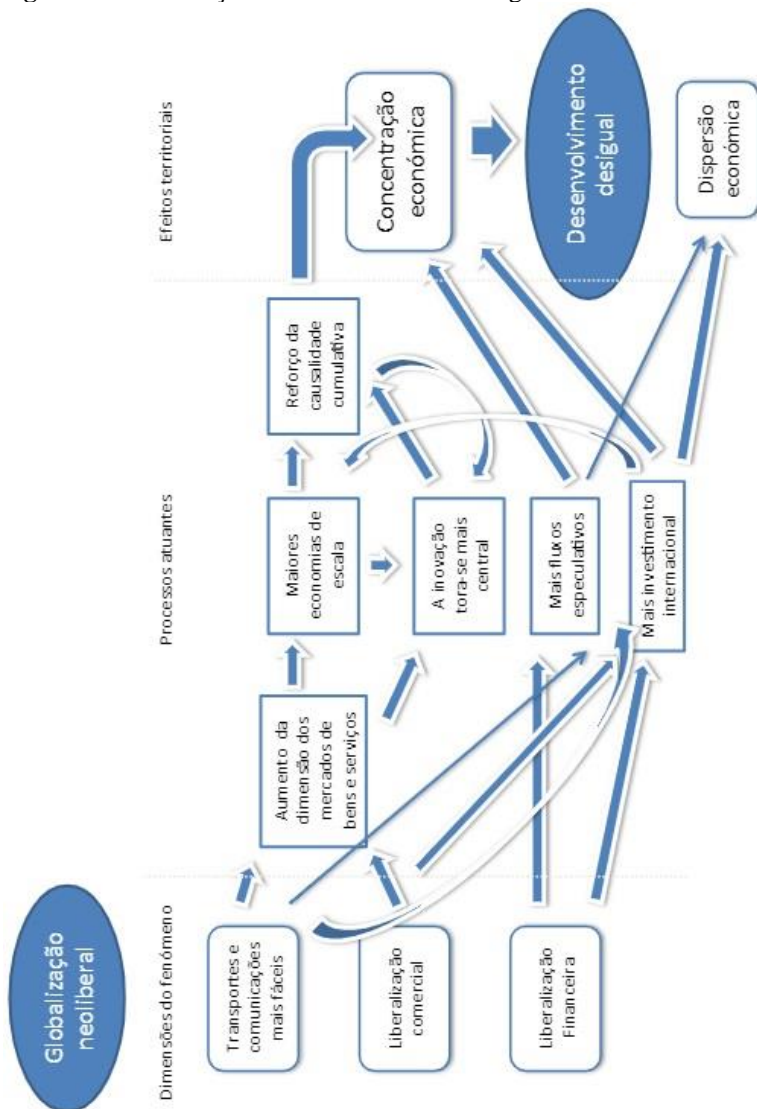 Globalização
neoliberal
Dimensões do fenómeno
Processos atuantes
Efeitos territoriais
Transportes e
comunicações
mais fáceis
Liberalização
comercial
Liberalização
Financeira
Aumento da
dimensão dos
mercados de
bens e serviços
Maiores
economias de
escala
Reforço da
causalidade
cumulativa
A inovação
tora-se mais
central
Mais fluxos
especulativos
Mais investimento
internacional
Concentração
económica
Desenvolvimento
desigual
Dispersão
económica